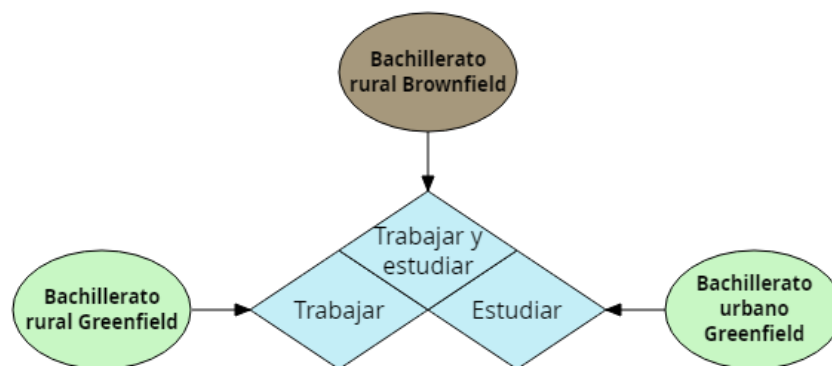 Bachillerato
rural Brownfield
Trabajar y
estudiar
Bachillerato
rural Greenfield
Trabajar
Estudiar
Bachillerato
urbano
Greenfield